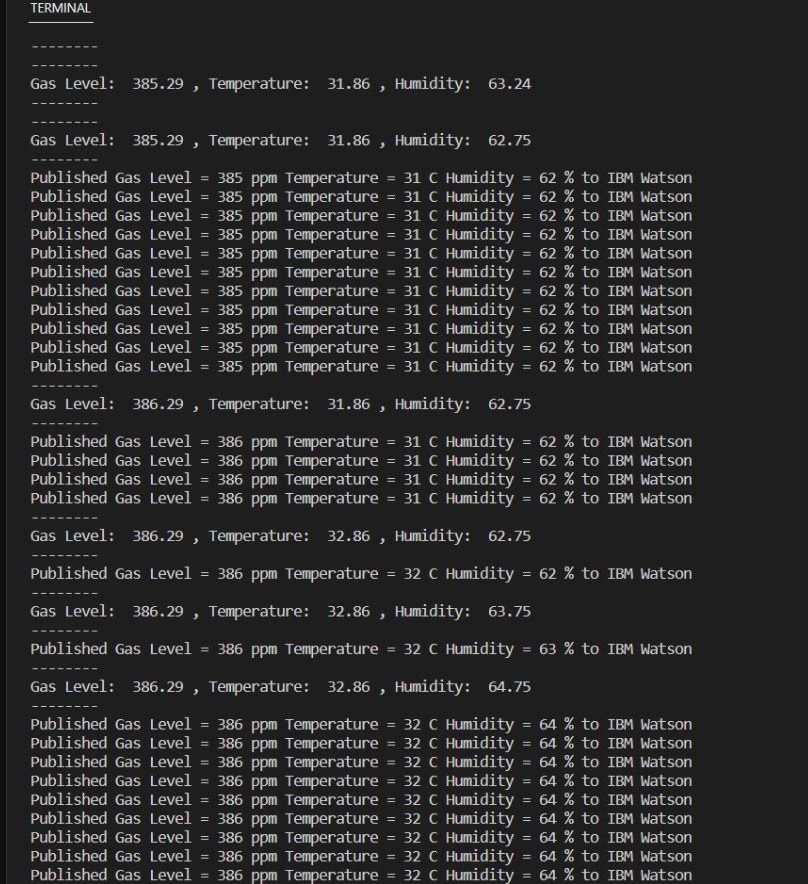 TERMINAL
--------
--------
Gas Level:  385.29 , Temperature:  31.86 , Humidity:  63.24
--------
--------
Gas Level:  385.29 , Temperature:  31.86 , Humidity:  62.75
--------
Published Gas Level = 385 ppm Temperature = 31 C Humidity = 62 % to IBM Watson
Published Gas Level = 385 ppm Temperature = 31 C Humidity = 62 % to IBM Watson
Published Gas Level = 385 ppm Temperature = 31 C Humidity = 62 % to IBM Watson
Published Gas Level = 385 ppm Temperature = 31 C Humidity = 62 % to IBM Watson
Published Gas Level = 385 ppm Temperature = 31 C Humidity = 62 % to IBM Watson
Published Gas Level = 385 ppm Temperature = 31 C Humidity = 62 % to IBM Watson
Published Gas Level = 385 ppm Temperature = 31 C Humidity = 62 % to IBM Watson
Published Gas Level = 385 ppm Temperature = 31 C Humidity = 62 % to IBM Watson
Published Gas Level = 385 ppm Temperature = 31 C Humidity = 62 % to IBM Watson
Published Gas Level = 385 ppm Temperature = 31 C Humidity = 62 % to IBM Watson
Published Gas Level = 385 ppm Temperature = 31 C Humidity = 62 % to IBM Watson
--------
Gas Level:  386.29 , Temperature:  31.86 , Humidity:  62.75
--------
Published Gas Level = 386 ppm Temperature = 31 C Humidity = 62 % to IBM Watson
Published Gas Level = 386 ppm Temperature = 31 C Humidity = 62 % to IBM Watson
Published Gas Level = 386 ppm Temperature = 31 C Humidity = 62 % to IBM Watson
Published Gas Level = 386 ppm Temperature = 31 C Humidity = 62 % to IBM Watson
--------
Gas Level:  386.29 , Temperature:  32.86 , Humidity:  62.75
--------
Published Gas Level = 386 ppm Temperature = 32 C Humidity = 62 % to IBM Watson
--------
Gas Level:  386.29 , Temperature:  32.86 , Humidity:  63.75
--------
Published Gas Level = 386 ppm Temperature = 32 C Humidity = 63 % to IBM Watson
--------
Gas Level:  386.29 , Temperature:  32.86 , Humidity:  64.75
--------
Published Gas Level = 386 ppm Temperature = 32 C Humidity = 64 % to IBM Watson
Published Gas Level = 386 ppm Temperature = 32 C Humidity = 64 % to IBM Watson
Published Gas Level = 386 ppm Temperature = 32 C Humidity = 64 % to IBM Watson
Published Gas Level = 386 ppm Temperature = 32 C Humidity = 64 % to IBM Watson
Published Gas Level = 386 ppm Temperature = 32 C Humidity = 64 % to IBM Watson
Published Gas Level = 386 ppm Temperature = 32 C Humidity = 64 % to IBM Watson
Published Gas Level = 386 ppm Temperature = 32 C Humidity = 64 % to IBM Watson
Published Gas Level = 386 ppm Temperature = 32 C Humidity = 64 % to IBM Watson
Published Gas Level = 386 ppm Temperature = 32 C Humidity = 64 % to IBM Watson